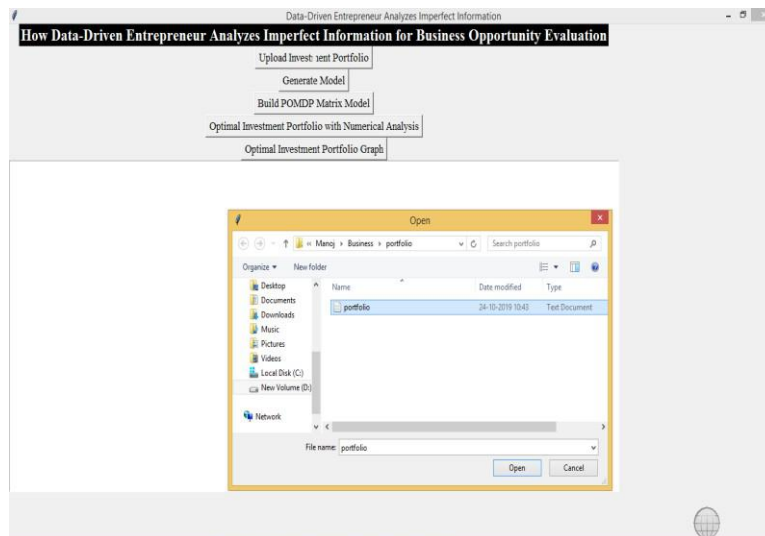 Data-Driven Entrepreneur Analyzes Imperfect Information
How Data-Driven Entrepreneur Analyzes Imperfect Information for Business Opportunity Evaluation
Upload Invest: ient Portfolio
Generate Model
Build POMDP Matrix Model
Optimal Investment Portfolio with Numerical Analysis
Optimal Investment Portfolio Graph
Open
« Manoj › Business › portfolio
Search portfolio
Organize
New folder
Desktop
Documents
Downloads
Music
Pictures
Videos
Local Disk (C:)
New Volume (D:)
Network
Name
Date modified
Type
portfolio
24-10-2019 10:43
Text Document
File name: portfolio
Open
Cancel